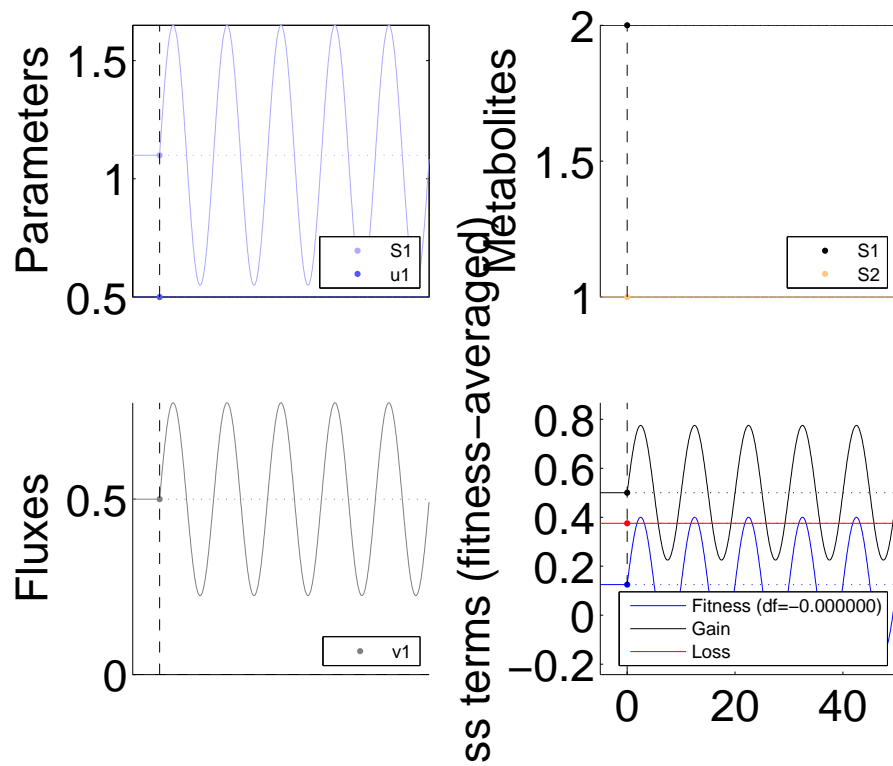 Parameters
1.5
1
0.5
S1
u1
Metabolites
2
1.5
1
S1
S2
Fluxes
0.5
0
v1
ss terms (fitness−averaged)
0.8
0.6
0.4
0.2
0
−0.2
Fitness (df=−0.000000)
Gain
Loss
0
40
20